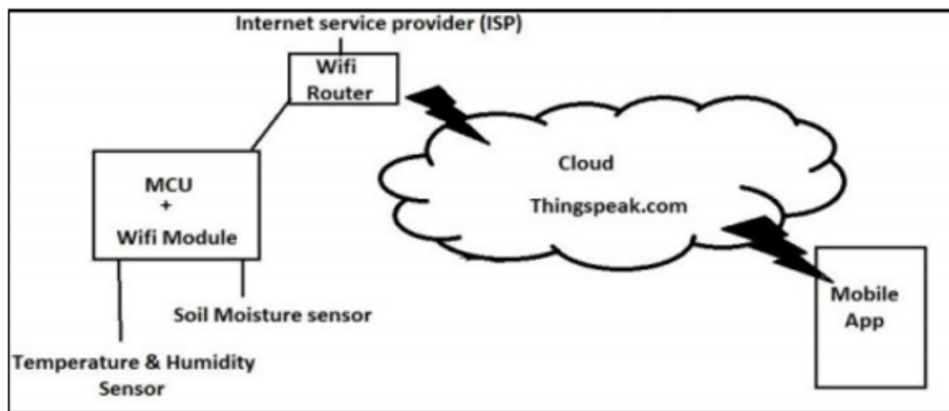 Internet service provider (ISP)
Wifi
Router
MCU
+
Wifi Module
Cloud
Thingspeak.com
Soil Moisture sensor
Temperature & Humidity
Sensor
Mobile
App